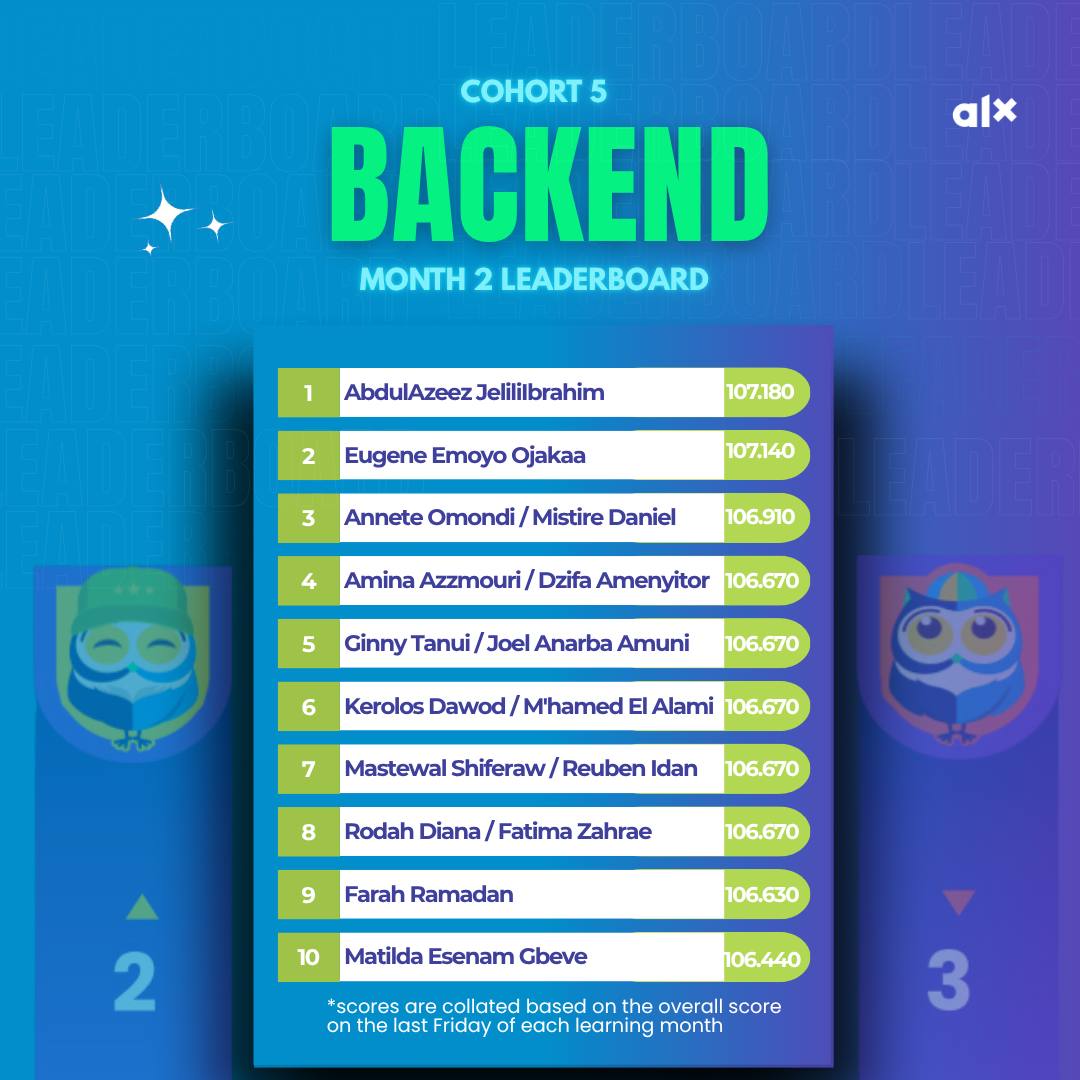 COHORT 5
alx
BACKEND
MONTH 2 LEADERBOARD
1 AbdulAzeez JeliliIbrahim 107.180
2 Eugene Emoyo Ojakaa 107.140
3 Annete Omondi / Mistire Daniel 106.910
4 Amina Azzmouri / Dzifa Amenyitor 106.670
5 Ginny Tanui / Joel Anarba Amuni 106.670
6 Kerolos Dawod / M'hamed El Alami 106.670
7 Mastewal Shiferaw / Reuben Idan 106.670
8 Rodah Diana / Fatima Zahrae 106.670
9 Farah Ramadan 106.630
10 Matilda Esenam Gbeve 106.440
*scores are collated based on the overall score
on the last Friday of each learning month
2
3